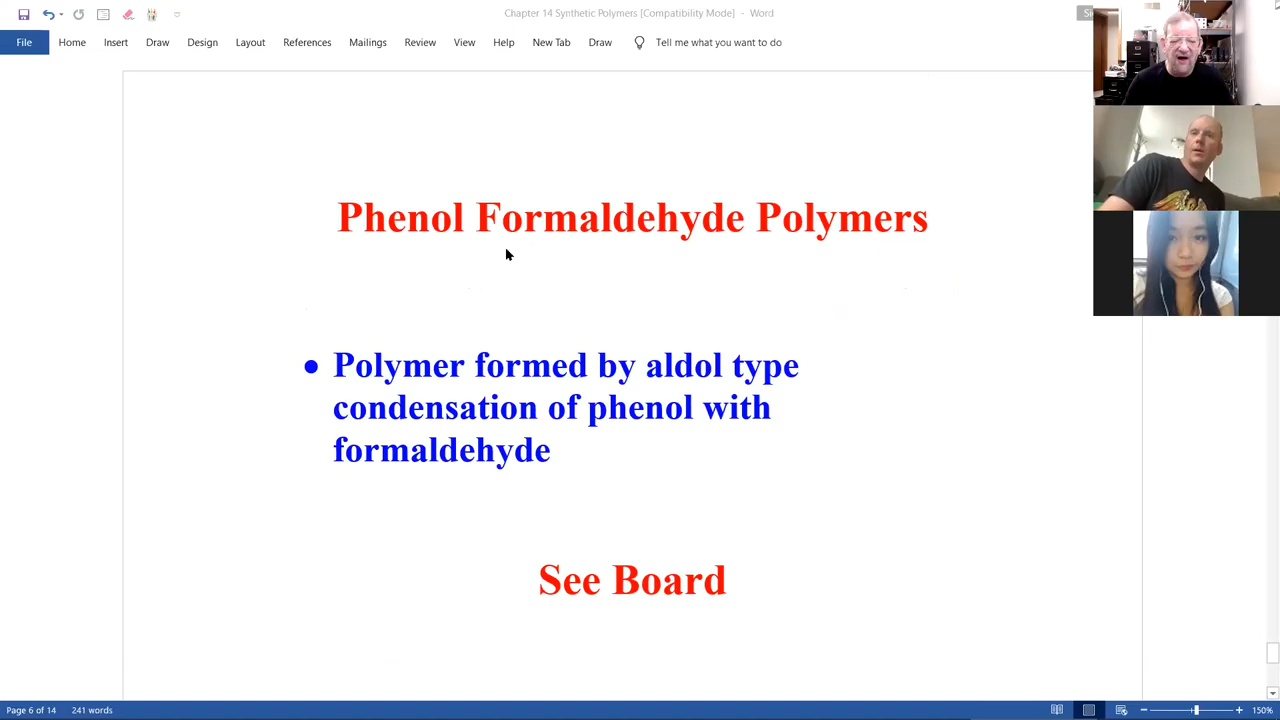 Chapter 14 Synthetic Polymers [Compatibility Mode] - Word
File Home Insert Draw Design Layout References Mailings Review View Help New Tab Draw Tell me what you want to do
Phenol Formaldehyde Polymers
• Polymer formed by aldol type
condensation of phenol with
formaldehyde
See Board
Page 6 of 14 241 words 150%